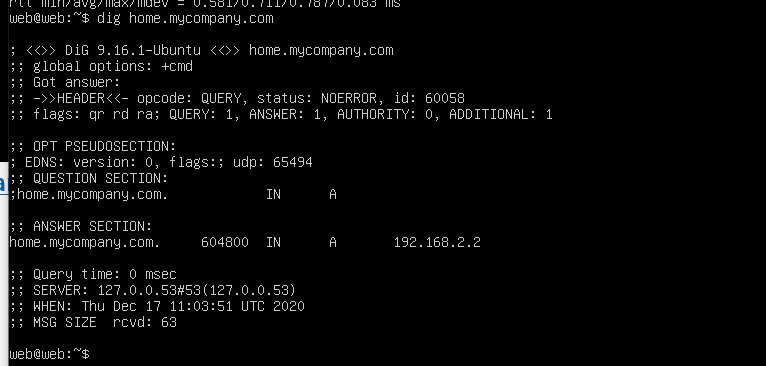 rtt min/avg/max/mdev = 0.581/0.711/0.787/0.083 ms
web@web:~$ dig home.mycompany.com
; <<>> DiG 9.16.1-Ubuntu <<>> home.mycompany.com
;; global options: +cmd
;; Got answer:
;; ->>HEADER<<- opcode: QUERY, status: NOERROR, id: 60058
;; flags: qr rd ra; QUERY: 1, ANSWER: 1, AUTHORITY: 0, ADDITIONAL: 1
;; OPT PSEUDOSECTION:
; EDNS: version: 0, flags:; udp: 65494
;; QUESTION SECTION:
;home.mycompany.com. IN A
;; ANSWER SECTION:
home.mycompany.com. 604800 IN A 192.168.2.2
;; Query time: 0 msec
;; SERVER: 127.0.0.53#53(127.0.0.53)
;; WHEN: Thu Dec 17 11:03:51 UTC 2020
;; MSG SIZE rcvd: 63
web@web:~$